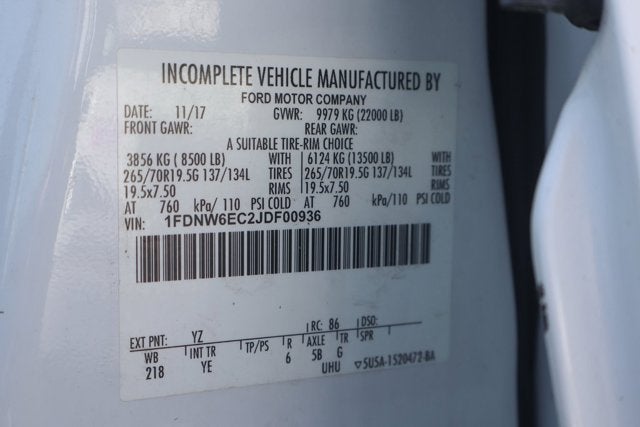 INCOMPLETE VEHICLE MANUFACTURED BY
FORD MOTOR COMPANY
DATE: 11/17 GVWR: 9979 KG (22000 LB)
FRONT GAWR: REAR GAWR:
A SUITABLE TIRE-RIM CHOICE
3856 KG ( 8500 LB) WITH 6124 KG (13500 LB) WITH
265/70R19.5G 137/134L TIRES 265/70R19.5G 137/134L TIRES
19.5x7.50 RIMS 19.5x7.50 RIMS
AT 760 kPa/ 110 PSI COLD AT 760 kPa/110 PSI COLD
VIN: 1FDNW6EC2JDF00936
EXT PNT: YZ RC: 86 DSO:
WB INT TR TP/PS R AXLE TR SPR
218 YE 6 5B G
UHU ▽5U5A-1520472-BA